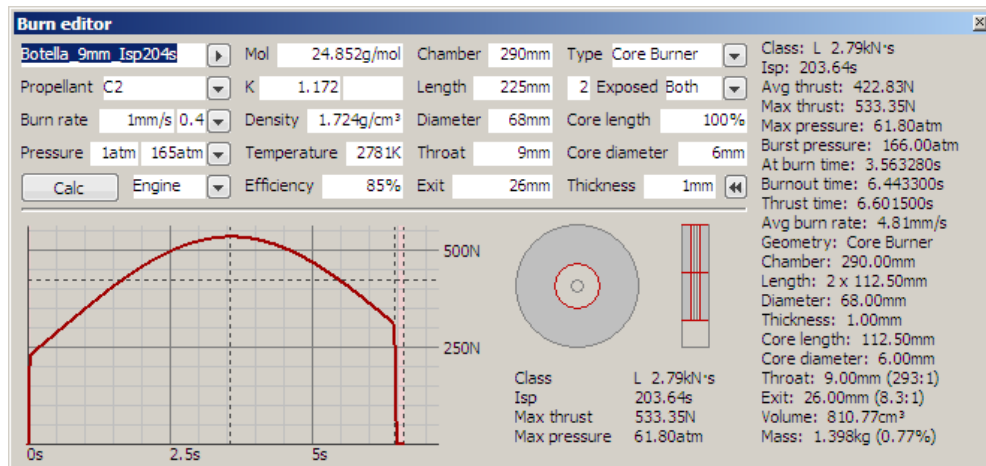 Burn editor
Botella_9mm_Isp204s Mol 24.852g/mol Chamber 290mm Type Core Burner
Propellant C2 K 1.172 Length 225mm 2 Exposed Both
Burn rate 1mm/s 0.4 Density 1.724g/cm³ Diameter 68mm Core length 100%
Pressure 1atm 165atm Temperature 2781K Throat 9mm Core diameter 6mm
Calc Engine Efficiency 85% Exit 26mm Thickness 1mm
500N
250N
0s 2.5s 5s
Class L 2.79kN·s
Isp 203.64s
Max thrust 533.35N
Max pressure 61.80atm
Class: L 2.79kN·s
Isp: 203.64s
Avg thrust: 422.83N
Max thrust: 533.35N
Max pressure: 61.80atm
Burst pressure: 166.00atm
At burn time: 3.563280s
Burnout time: 6.443300s
Thrust time: 6.601500s
Avg burn rate: 4.81mm/s
Geometry: Core Burner
Chamber: 290.00mm
Length: 2 x 112.50mm
Diameter: 68.00mm
Thickness: 1.00mm
Core length: 112.50mm
Core diameter: 6.00mm
Throat: 9.00mm (293:1)
Exit: 26.00mm (8.3:1)
Volume: 810.77cm³
Mass: 1.398kg (0.77%)